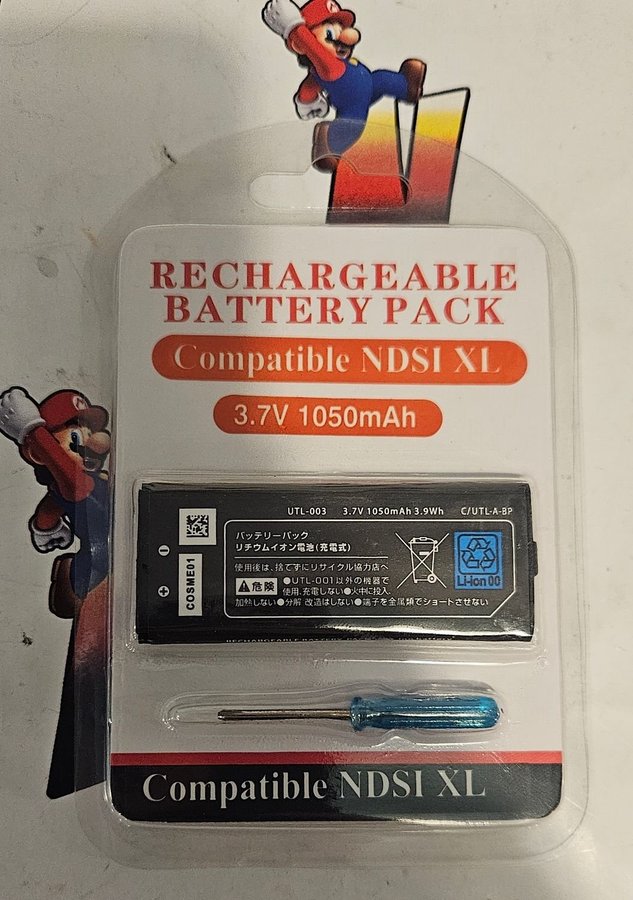 RECHARGEABLE
BATTERY PACK
Compatible NDSI XL
3.7V 1050mAh
UTL-003 3.7V 1050mAh 3.9Wh C/UTL-A-BP
バッテリーパック
リチウムイオン電池(充電式)
使用後は、捨てずにリサイクル協力店へ
危険 ●UTL-001以外の機器で
使用、充電しない●火中に投入、
加熱しない●分解 改造はしない●端子を金属類でショートさせない
Li-ion 00
COSME01
RECHARGEABLE
Compatible NDSI XL